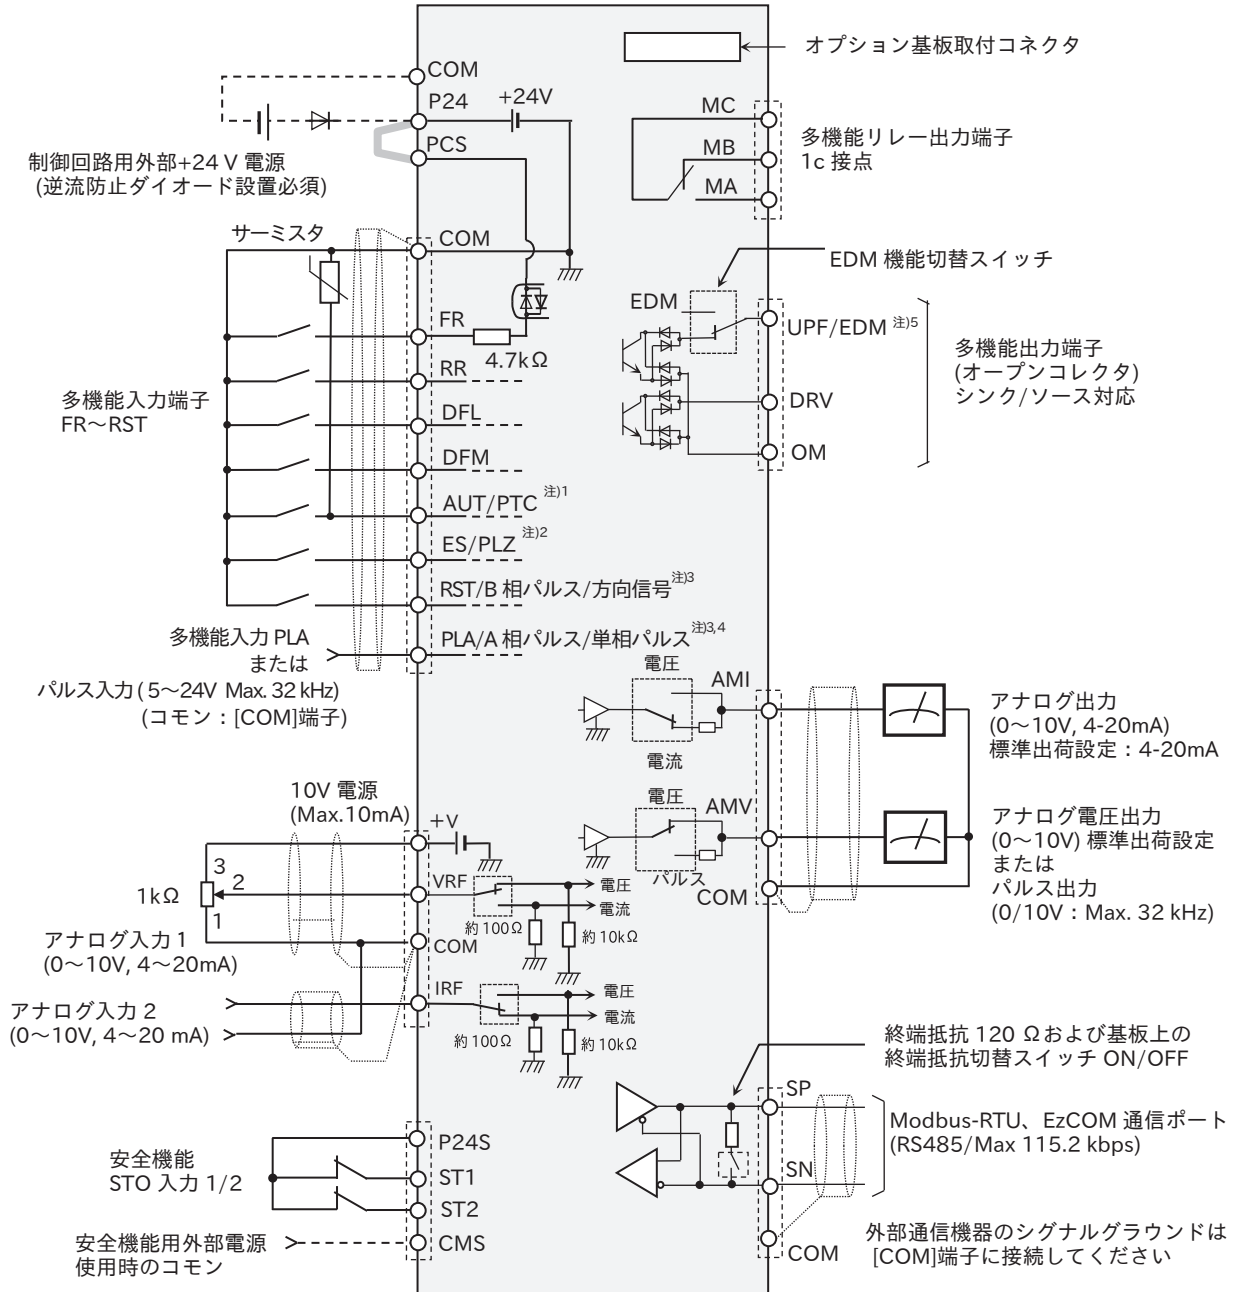 オプション基板取付コネクタ
COM
P24
+24V
PCS
制御回路用外部+24 V 電源
(逆流防止ダイオード設置必須)
MC
MB
MA
多機能リレー出力端子
1c 接点
サーミスタ
COM
FR
4.7kΩ
RR
DFL
DFM
AUT/PTC 注)1
ES/PLZ 注)2
RST/B 相パルス/方向信号注)3
PLA/A 相パルス/単相パルス注)3,4
多機能入力端子
FR～RST
EDM 機能切替スイッチ
EDM
UPF/EDM 注)5
DRV
OM
多機能出力端子
(オープンコレクタ)
シンク/ソース対応
多機能入力 PLA
または
パルス入力( 5～24V Max. 32 kHz)
(コモン：[COM]端子)
電圧
AMI
電流
アナログ出力
(0～10V, 4-20mA)
標準出荷設定：4-20mA
電圧
AMV
パルス
COM
アナログ電圧出力
(0～10V) 標準出荷設定
または
パルス出力
(0/10V：Max. 32 kHz)
10V 電源
(Max.10mA)
+V
3
2
1
1kΩ
VRF
電圧
電流
約100Ω
約10kΩ
COM
アナログ入力 1
(0～10V, 4～20mA)
IRF
電圧
電流
約100Ω
約10kΩ
アナログ入力 2
(0～10V, 4～20 mA)
終端抵抗 120 Ωおよび基板上の
終端抵抗切替スイッチ ON/OFF
SP
SN
COM
Modbus-RTU、EzCOM 通信ポート
(RS485/Max 115.2 kbps)
外部通信機器のシグナルグラウンドは
[COM]端子に接続してください
安全機能
STO 入力 1/2
P24S
ST1
ST2
CMS
安全機能用外部電源
使用時のコモン